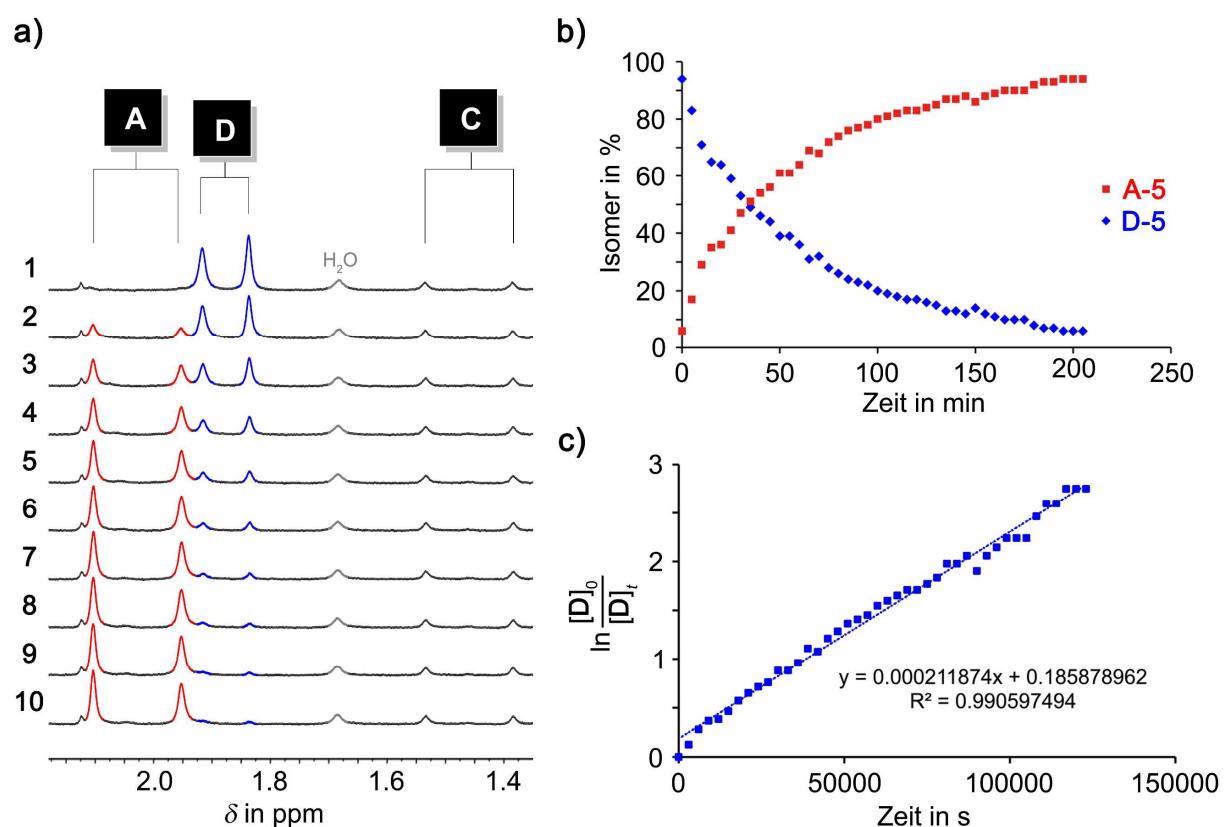 a)
A
D
C
H₂O
1
2
3
4
5
6
7
8
9
10
2.0 1.8 1.6 1.4
δ in ppm
b)
Isomer in %
100
80
60
40
20
0
0 50 100 150 200 250
Zeit in min
A-5
D-5
c)
ln [D]₀ / [D]ₜ
3
2
1
0
y = 0.000211874x + 0.185878962
R² = 0.990597494
0 50000 100000 150000
Zeit in s